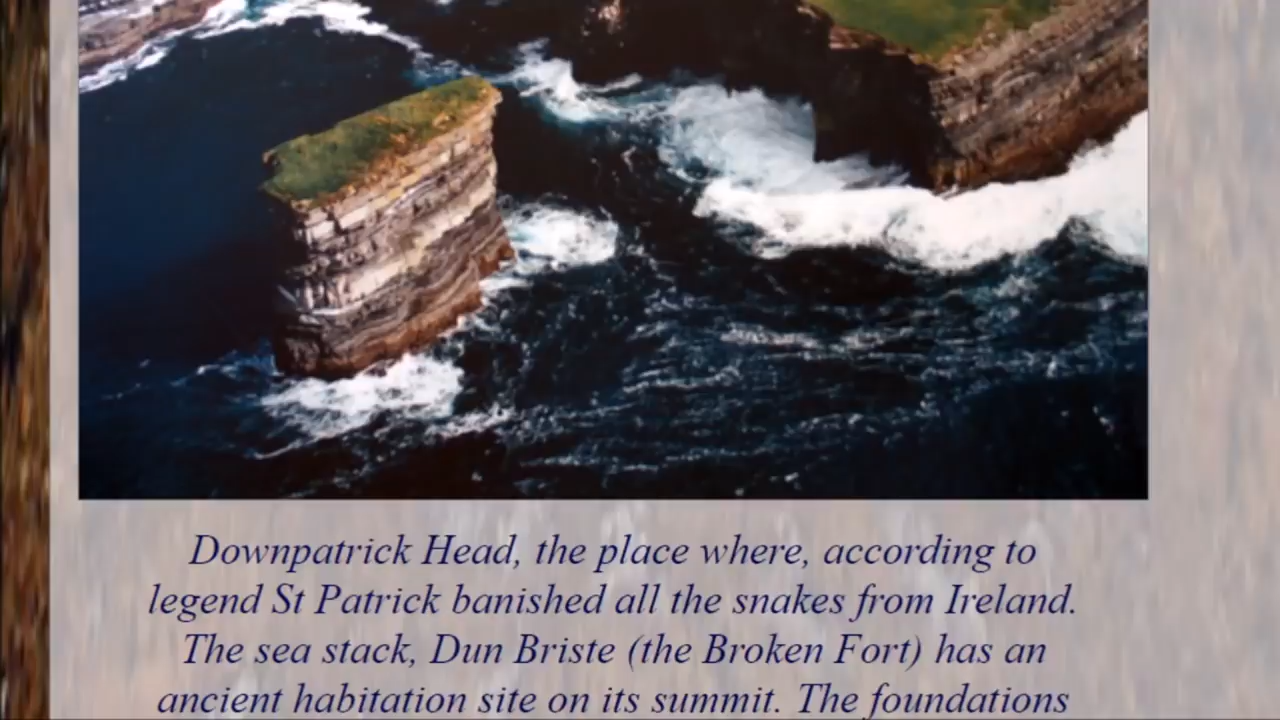 Downpatrick Head, the place where, according to
legend St Patrick banished all the snakes from Ireland.
The sea stack, Dun Briste (the Broken Fort) has an
ancient habitation site on its summit. The foundations